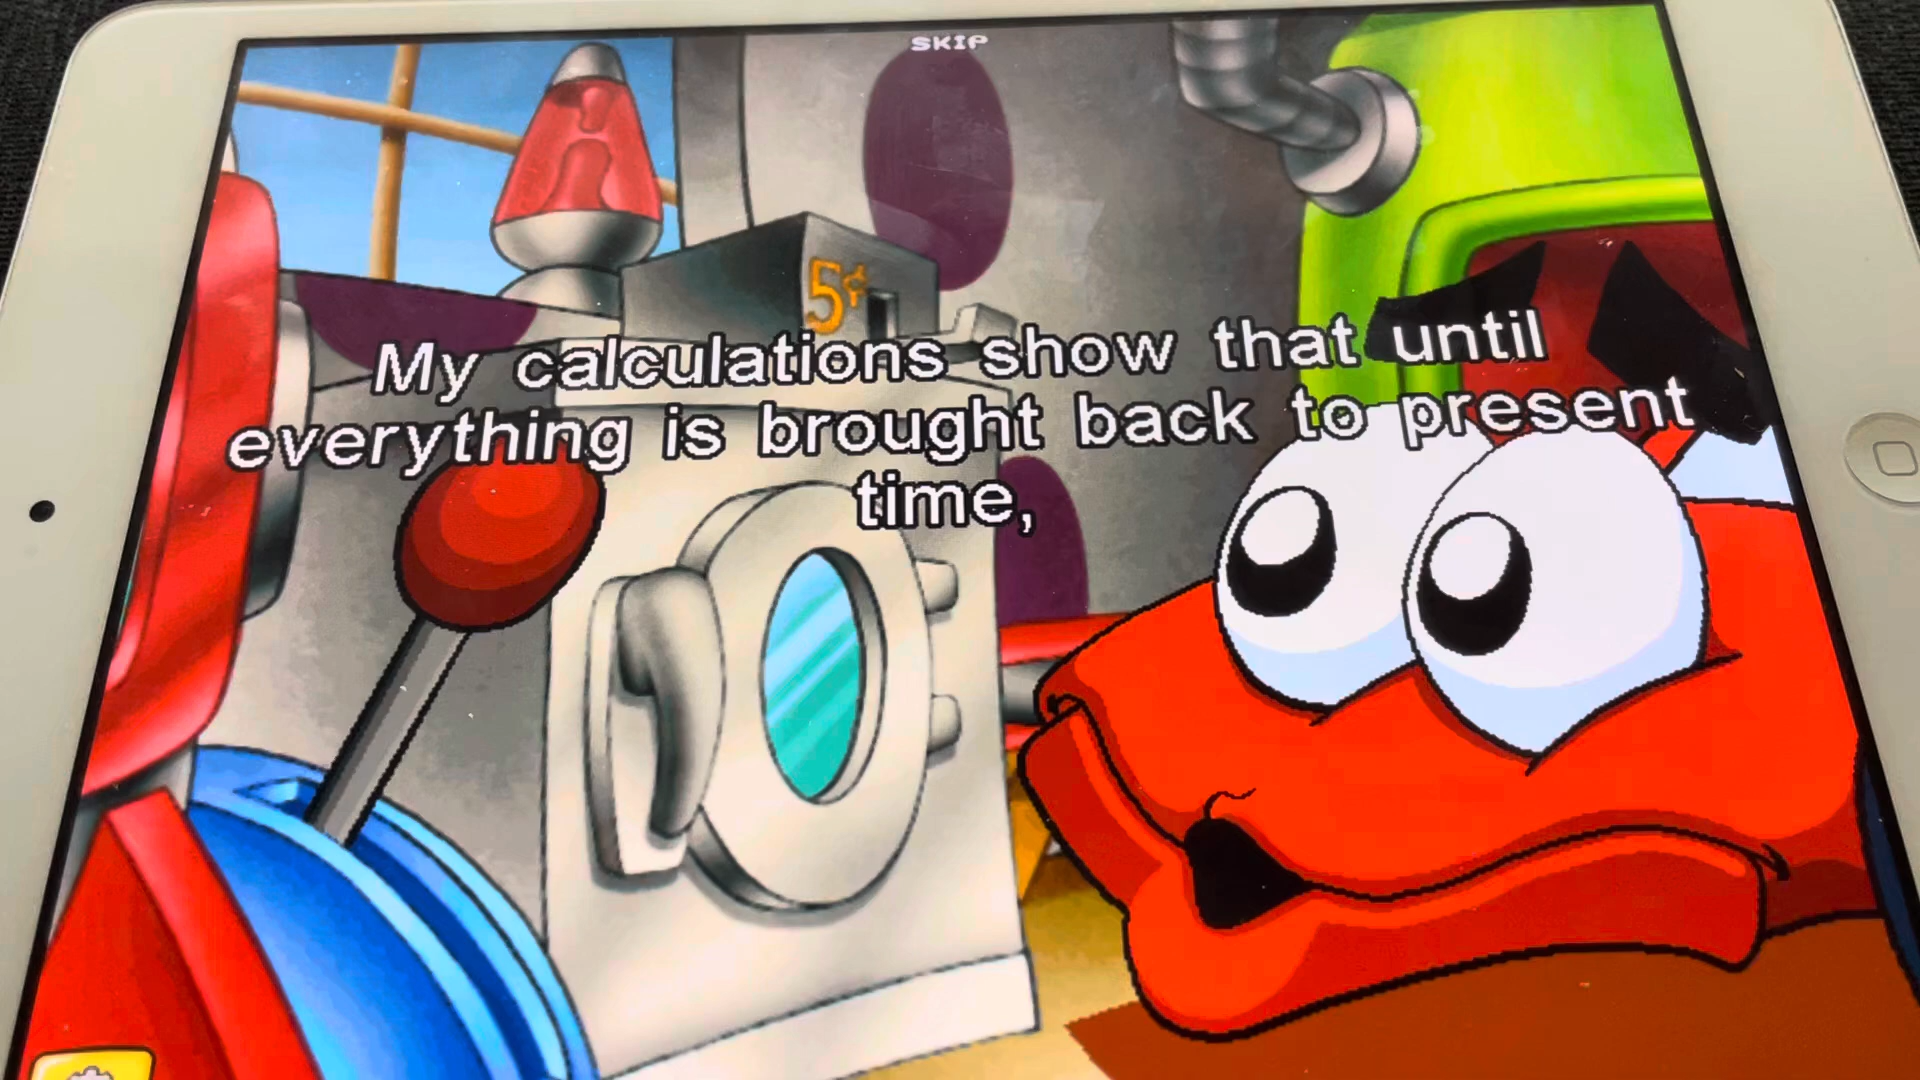 SKIP
5¢
My calculations show that until
everything is brought back to present
time,